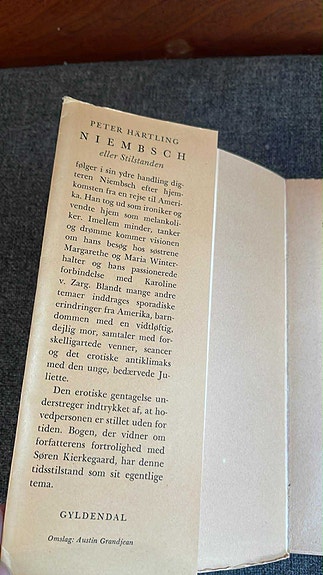 PETER HÄRTLING
NIEMBSCH
eller Stilstanden
følger i sin ydre handling dig-
teren Niembsch efter hjem-
komsten fra en rejse til Ameri-
ka. Han tog ud som ironiker og
vendte hjem som melankoli-
ker. Imellem minder, tanker
og drømme kommer visionen
om hans besøg hos søstrene
Margarethe og Maria Winter-
halter og hans passionerede
forbindelse med Karoline
v. Zarg. Blandt mange andre
temaer inddrages sporadiske
erindringer fra Amerika, barn-
dommen med en vidtløftig,
dejlig mor, samtaler med for-
skelligartede venner, seancer
og det erotiske antiklimaks
med den unge, bedærvede Ju-
liette.
Den erotiske gentagelse un-
derstreger indtrykket af, at ho-
vedpersonen er stillet uden for
tiden. Bogen, der vidner om
forfatterens fortrolighed med
Søren Kierkegaard, har denne
tidsstilstand som sit egentlige
tema.
GYLDENDAL
Omslag: Austin Grandjean